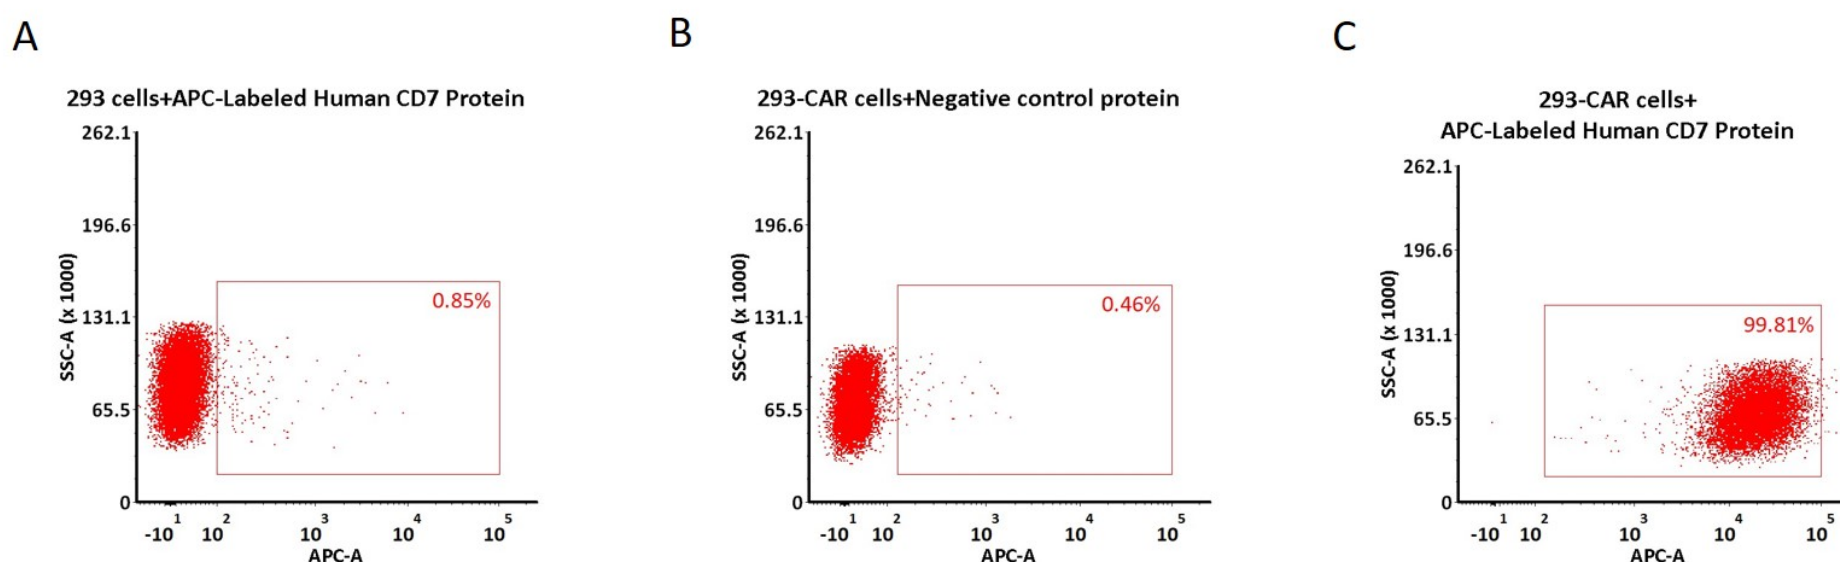 A
293 cells+APC-Labeled Human CD7 Protein
262.1
196.6
131.1
65.5
0
SSC-A (x 1000)
0.85%
-10 1 10 2 10 3 10 4 10 5
APC-A
B
293-CAR cells+Negative control protein
262.1
196.6
131.1
65.5
0
SSC-A (x 1000)
0.46%
-10 1 10 2 10 3 10 4 10 5
APC-A
C
293-CAR cells+
APC-Labeled Human CD7 Protein
262.1
196.6
131.1
65.5
0
SSC-A (x 1000)
99.81%
-10 1 10 2 10 3 10 4 10 5
APC-A